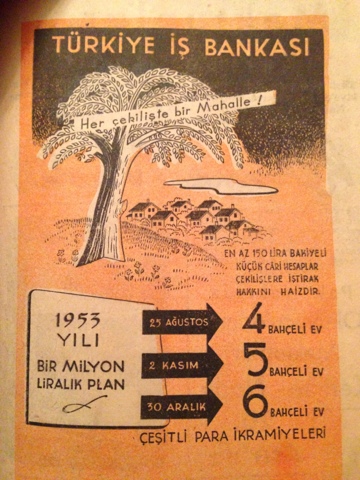 TÜRKİYE İŞ BANKASI
Her çekilişte bir Mahalle !
EN AZ 150 LİRA BAKİYELİ
KÜÇÜK CÂRİ HESAPLAR
ÇEKİLİŞLERE İŞTİRAK
HAKKINI HAİZDİR.
1953
YILI
BİR MİLYON
LİRALIK PLAN
25 AĞUSTOS 4 BAHÇELİ EV
2 KASIM 5 BAHÇELİ EV
30 ARALIK 6 BAHÇELİ EV
ÇEŞİTLİ PARA İKRAMİYELERİ